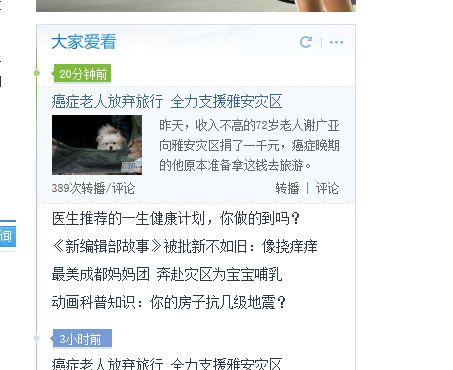 大家爱看
20分钟前
癌症老人放弃旅行 全力支援雅安灾区
昨天，收入不高的72岁老人谢广亚
向雅安灾区捐了一千元，癌症晚期
的他原本准备拿这钱去旅游。
389次转播/评论
转播 | 评论
询
医生推荐的一生健康计划，你做的到吗？
《新编辑部故事》被批新不如旧：像挠痒痒
最美成都妈妈团 奔赴灾区为宝宝哺乳
动画科普知识：你的房子抗几级地震？
3小时前
癌症老人放弃旅行 全力支援雅安灾区